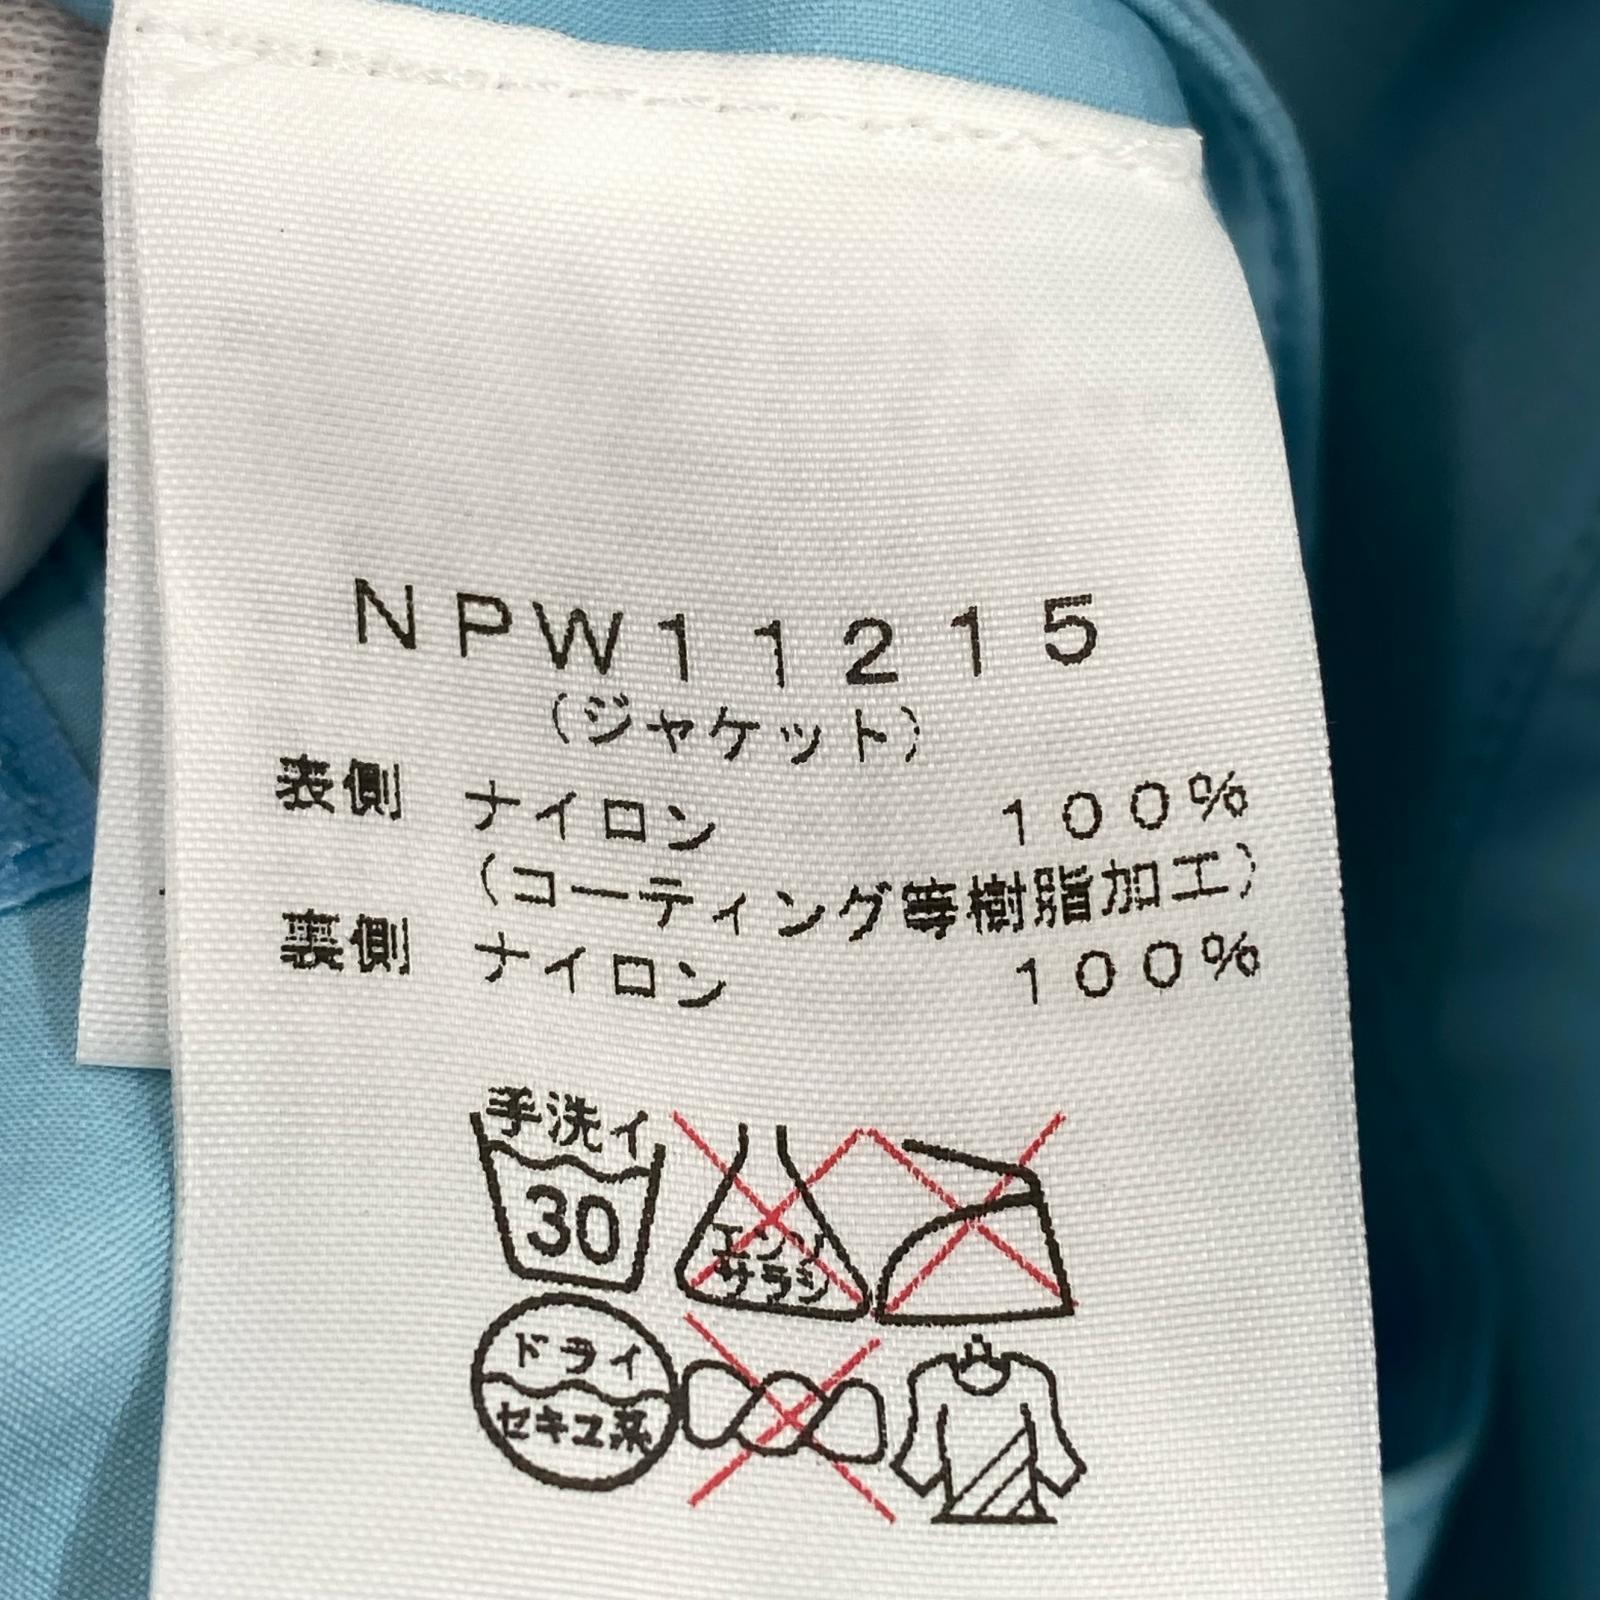 NPW11215
(ジャケット)
表側 ナイロン 100%
(コーティング等樹脂加工)
裏側 ナイロン 100%
手洗イ
30
エンソ
サラシ
ドライ
セキユ系